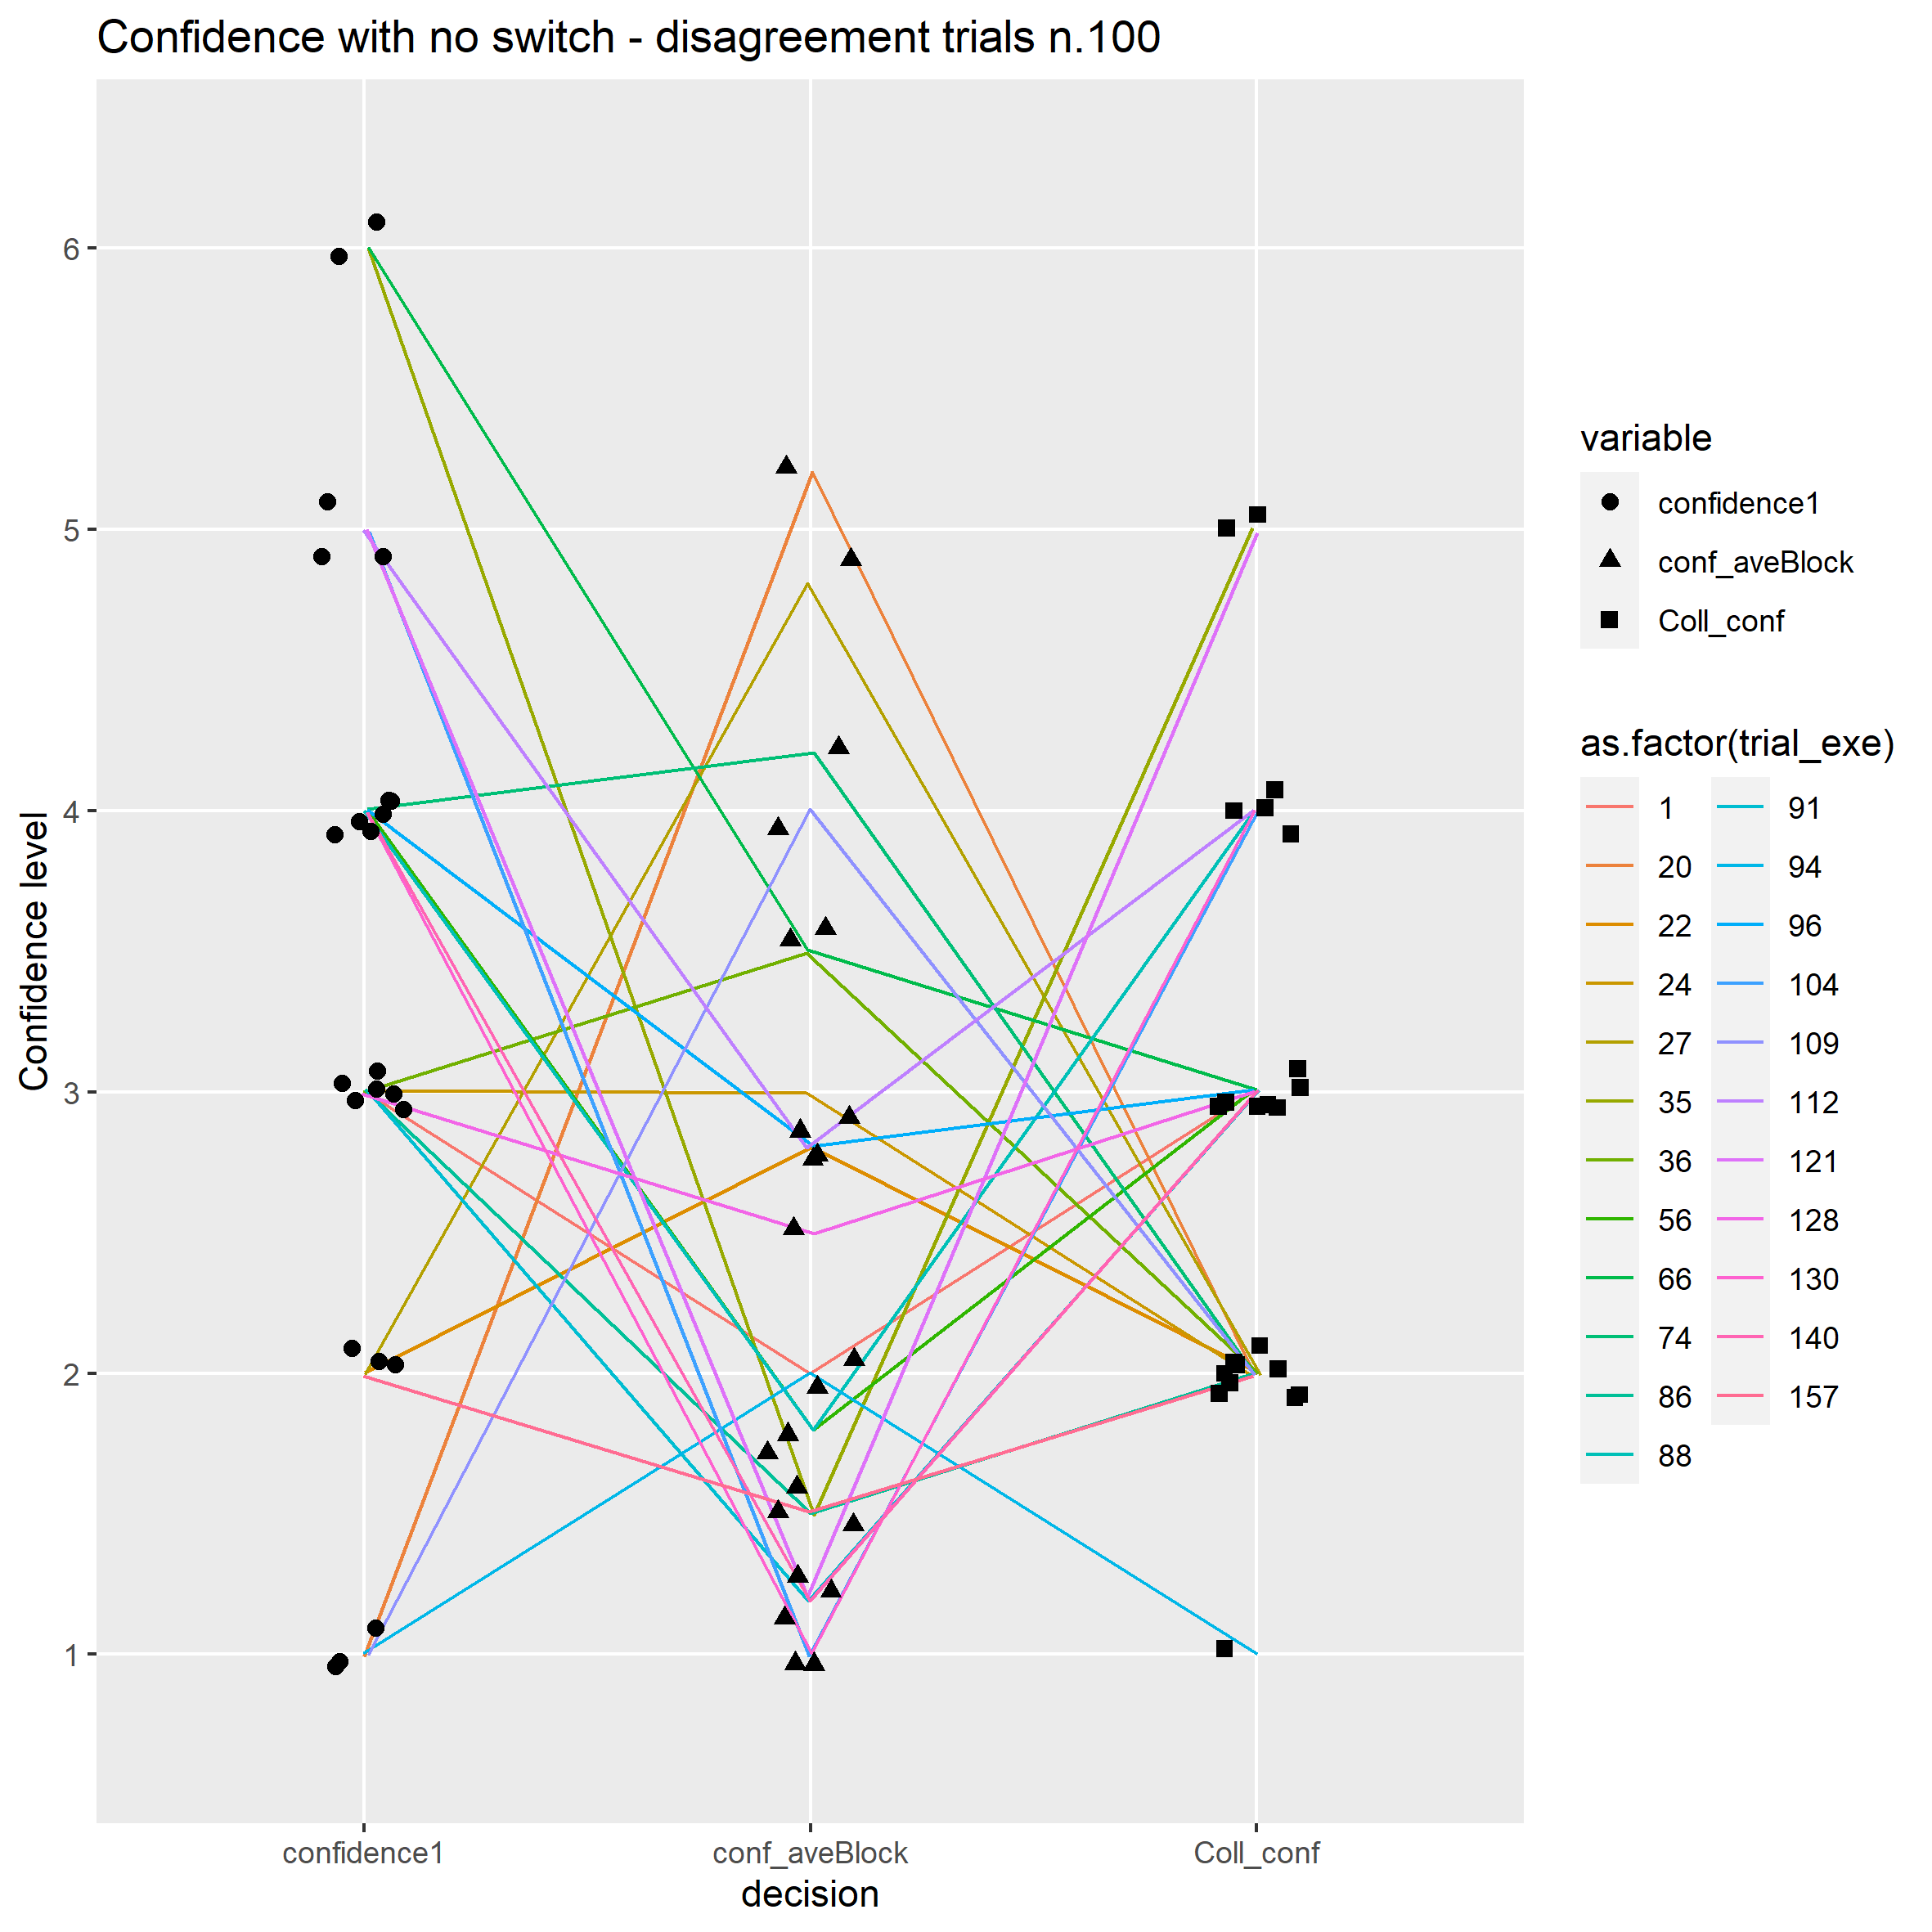 Confidence with no switch - disagreement trials n.100
Confidence level
6
5
4
3
2
1
confidence1
conf_aveBlock
Coll_conf
decision
variable
confidence1
conf_aveBlock
Coll_conf
as.factor(trial_exe)
1
20
22
24
27
35
36
56
66
74
86
88
91
94
96
104
109
112
121
128
130
140
157